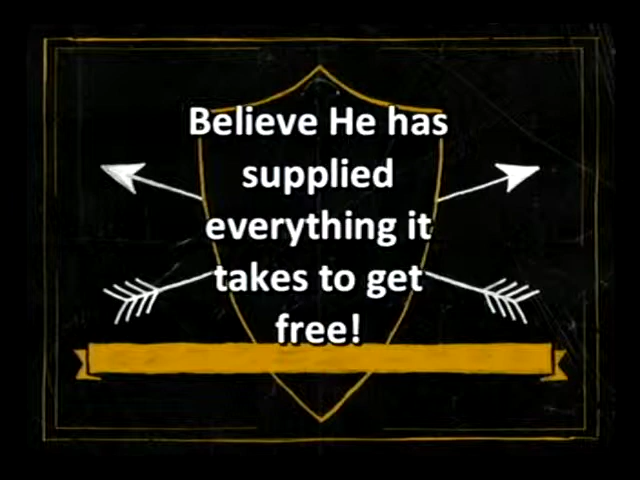 Believe He has
supplied
everything it
takes to get
free!